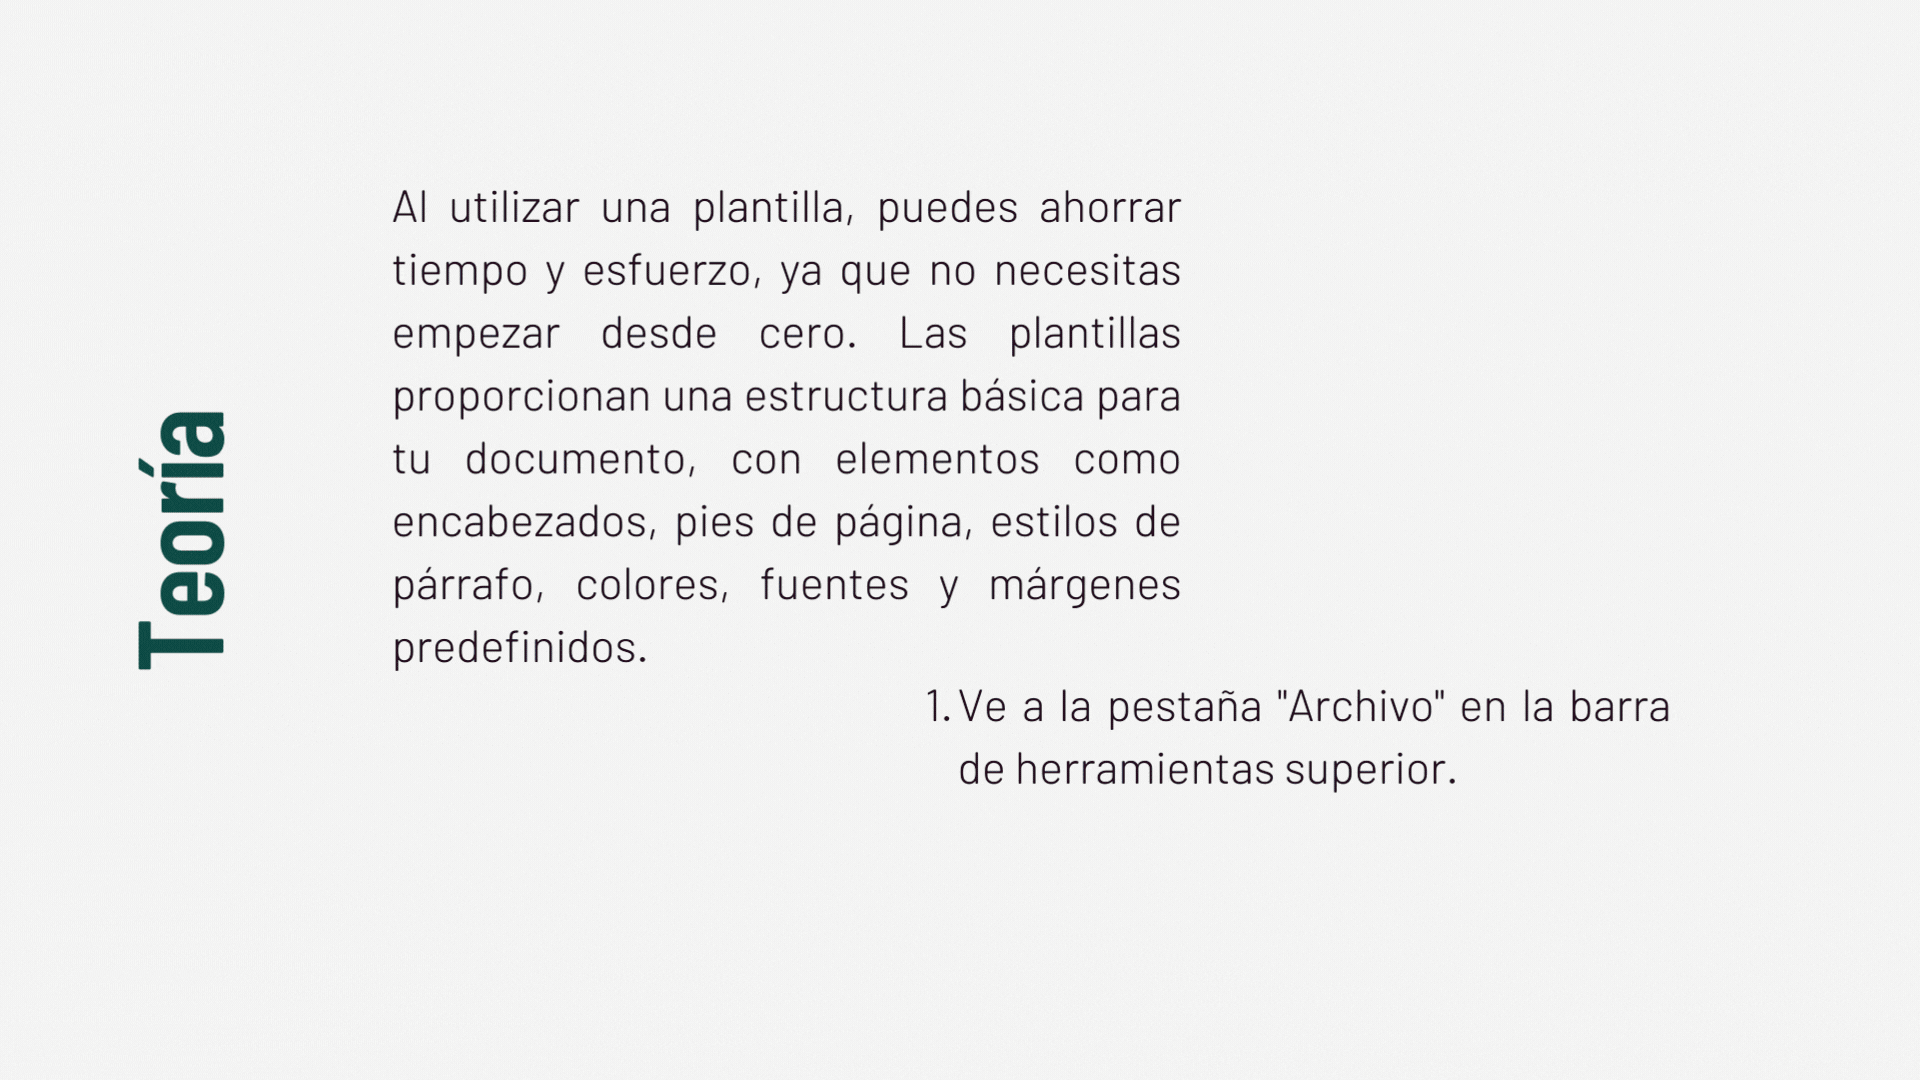 Teoría
Al utilizar una plantilla, puedes ahorrar
tiempo y esfuerzo, ya que no necesitas
empezar desde cero. Las plantillas
proporcionan una estructura básica para
tu documento, con elementos como
encabezados, pies de página, estilos de
párrafo, colores, fuentes y márgenes
predefinidos.
1. Ve a la pestaña "Archivo" en la barra
de herramientas superior.